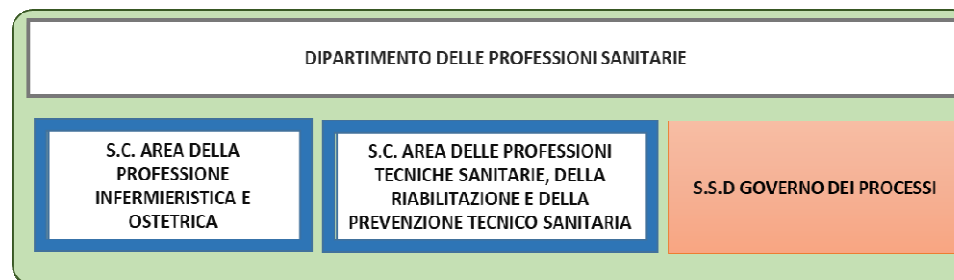 DIPARTIMENTO DELLE PROFESSIONI SANITARIE
S.C. AREA DELLA
PROFESSIONE
INFERMIERISTICA E
OSTETRICA
S.C. AREA DELLE PROFESSIONI
TECNICHE SANITARIE, DELLA
RIABILITAZIONE E DELLA
PREVENZIONE TECNICO SANITARIA
S.S.D GOVERNO DEI PROCESSI